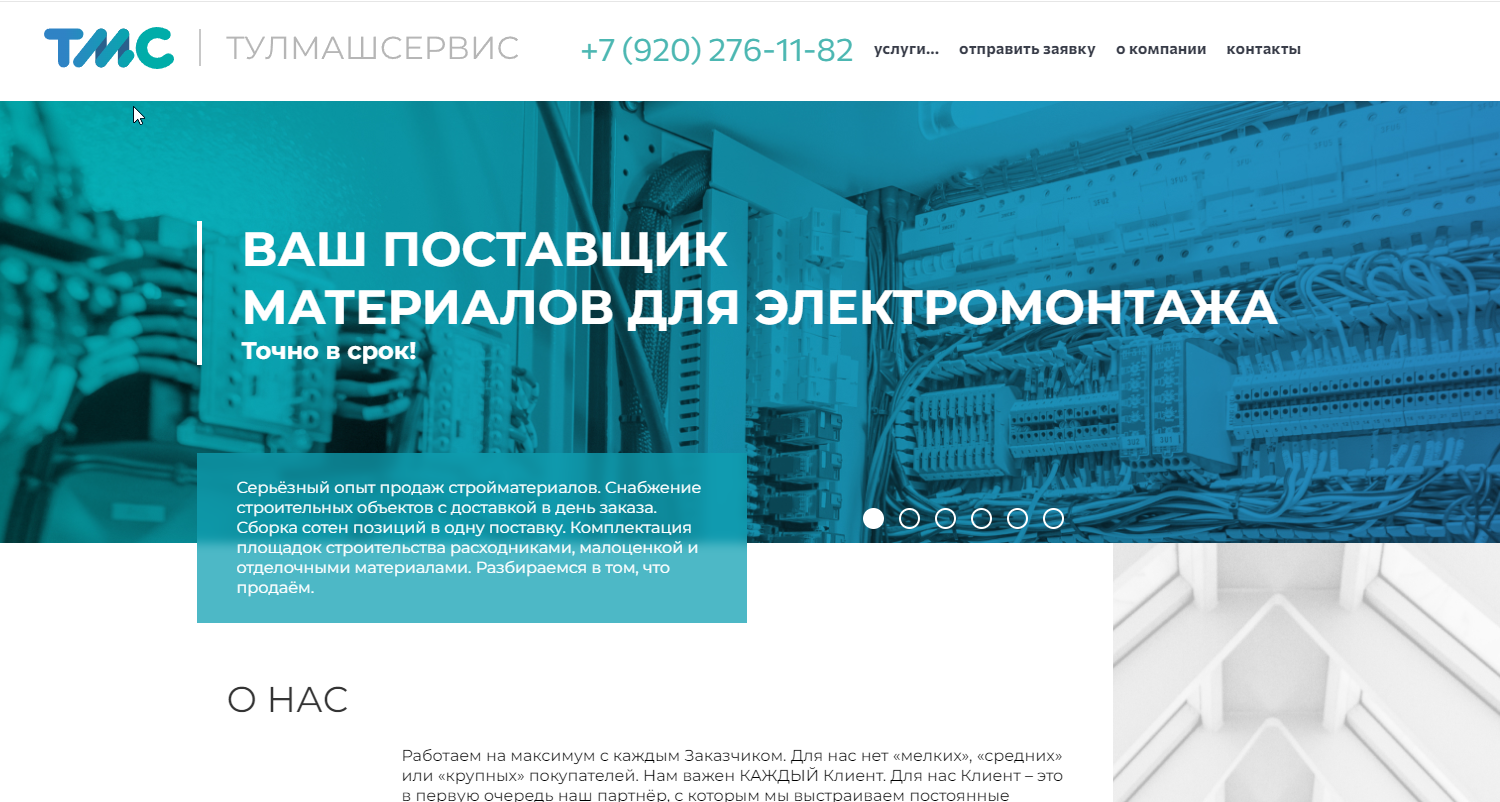 ТМС
ТУЛМАШСЕРВИС
+7 (920) 276-11-82
услуги...
отправить заявку
о компании
контакты
ВАШ ПОСТАВЩИК
МАТЕРИАЛОВ ДЛЯ ЭЛЕКТРОМОНТАЖА
Точно в срок!
Серьёзный опыт продаж стройматериалов. Снабжение
строительных объектов с доставкой в день заказа.
Сборка сотен позиций в одну поставку. Комплектация
площадок строительства расходниками, малоценкой и
отделочными материалами. Разбираемся в том, что
продаём.
О НАС
Работаем на максимум с каждым Заказчиком. Для нас нет «мелких», «средних»
или «крупных» покупателей. Нам важен КАЖДЫЙ Клиент. Для нас Клиент – это
в первую очередь наш партнёр, с которым мы выстраиваем постоянные